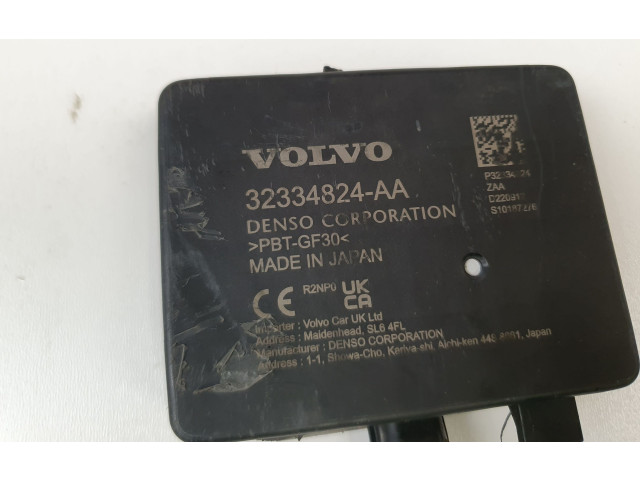 VOLVO
32334824-AA
DENSO CORPORATION
>PBT-GF30<
MADE IN JAPAN
CE R2NP0 UK
CA
Importer : Volvo Car UK Ltd
Address : Maidenhead, SL6 4FL
Manufacturer : DENSO CORPORATION
Address : 1-1, Showa-Cho, Kariya-shi, Aichi-ken Japan
ZAA